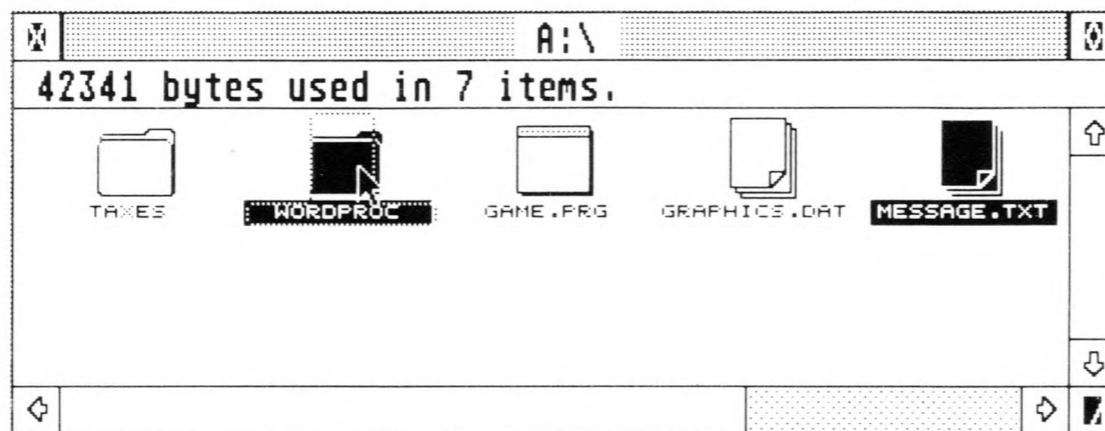 A:\
42341 bytes used in 7 items.
TAXES WORDPROC GAME.PRG GRAPHICS.DAT MESSAGE.TXT